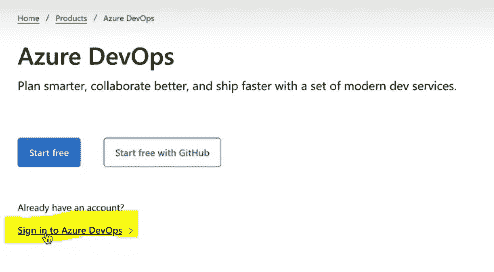 Home / Products / Azure DevOps
Azure DevOps
Plan smarter, collaborate better, and ship faster with a set of modern dev services.
Start free
Start free with GitHub
Already have an account?
Sign in to Azure DevOps >